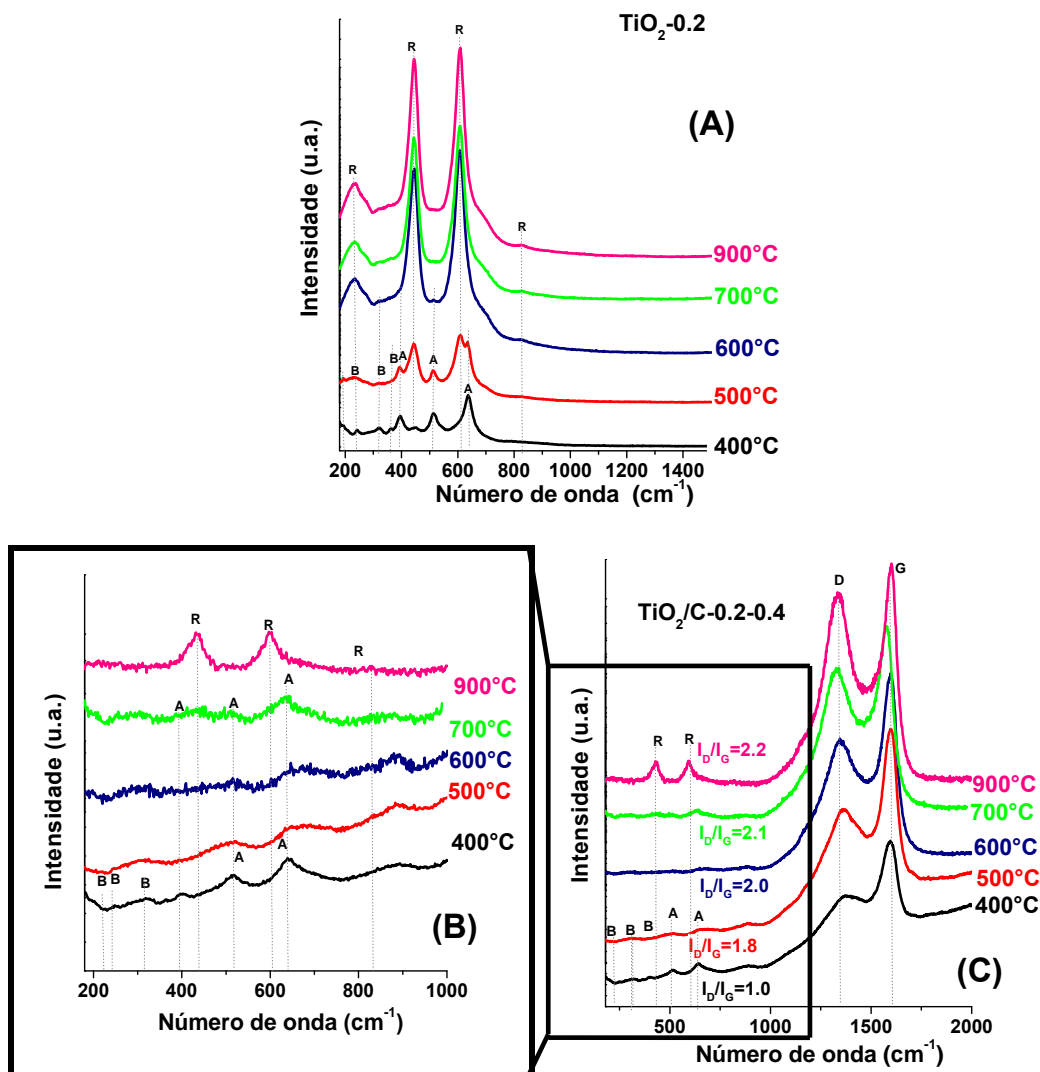 TiO2-0.2
R R
R R
(A)
B B B A A A
900°C
700°C
600°C
500°C
400°C
Intensidade (u.a.)
200 400 600 800 1000 1200 1400
Número de onda (cm-1)
R R R
A A A
B B B A A
900°C
700°C
600°C
500°C
400°C
(B)
Intensidade (u.a.)
200 400 600 800 1000
Número de onda (cm-1)
D G
TiO2/C-0.2-0.4
R R
ID/IG=2.2
ID/IG=2.1
ID/IG=2.0
B B B A A
ID/IG=1.8
ID/IG=1.0
900°C
700°C
600°C
500°C
400°C
(C)
Intensidade (u.a.)
500 1000 1500 2000
Número de onda (cm-1)